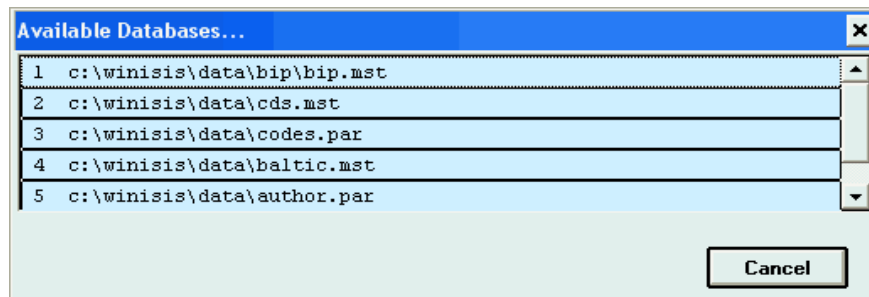 Available Databases...
1 c:\winisis\data\bip\bip.mst
2 c:\winisis\data\cds.mst
3 c:\winisis\data\codes.par
4 c:\winisis\data\baltic.mst
5 c:\winisis\data\author.par
Cancel